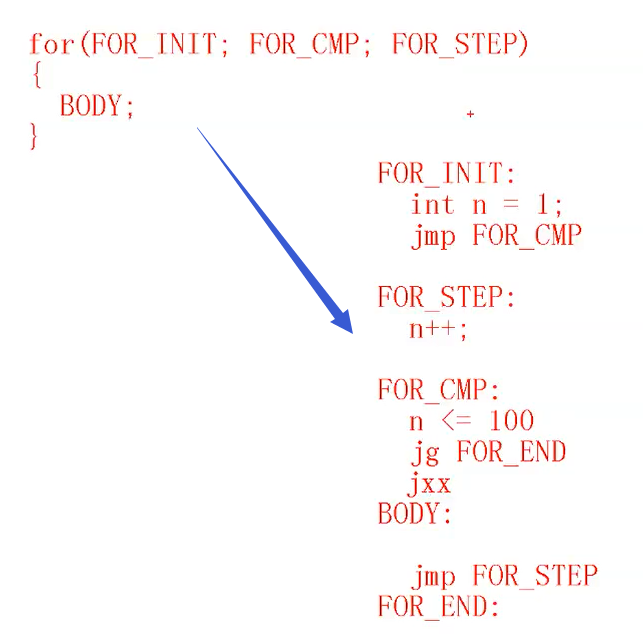 for(FOR_INIT; FOR_CMP; FOR_STEP)
{
BODY;
}
FOR_INIT:
int n = 1;
jmp FOR_CMP
FOR_STEP:
n++;
FOR_CMP:
n <= 100
jg FOR_END
jxx
BODY:
jmp FOR_STEP
FOR_END: